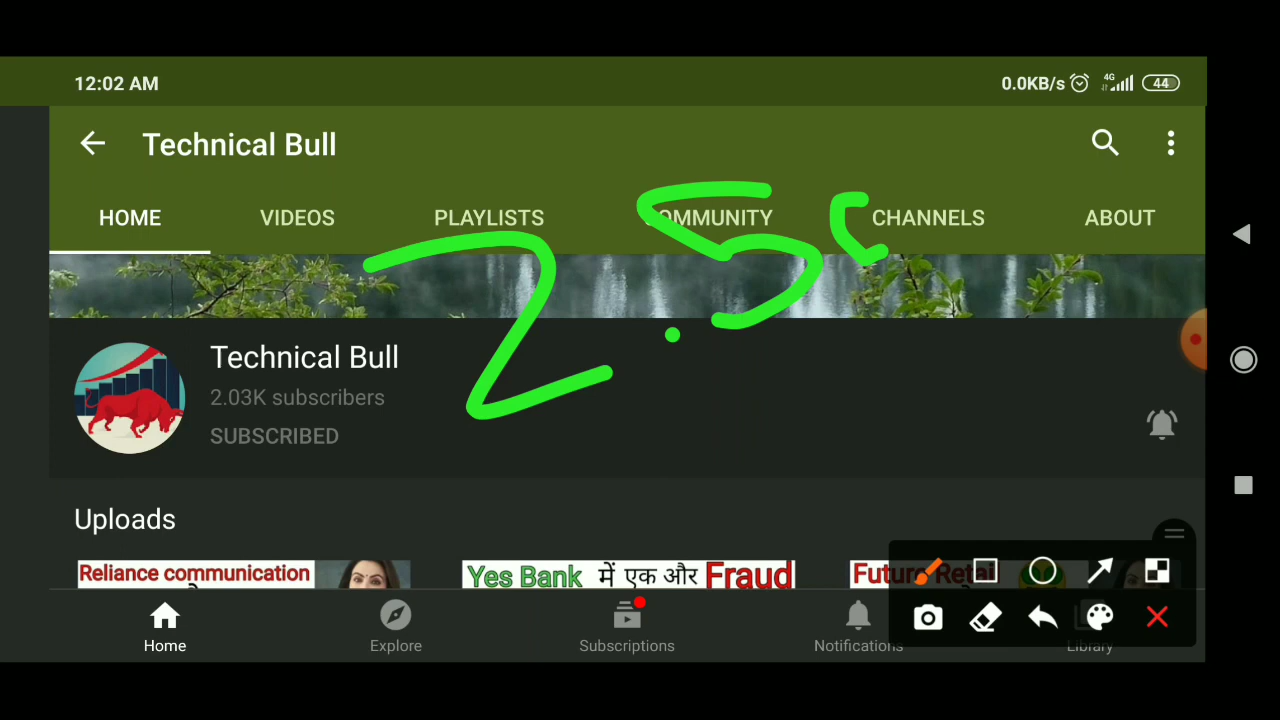 12:02 AM 0.0KB/s 4G 44
Technical Bull
HOME VIDEOS PLAYLISTS COMMUNITY CHANNELS ABOUT
2.5
Technical Bull
2.03K subscribers
SUBSCRIBED
Uploads
Reliance communication
Yes Bank में एक और Fraud
Future Retail
Home Explore Subscriptions Notifications Library